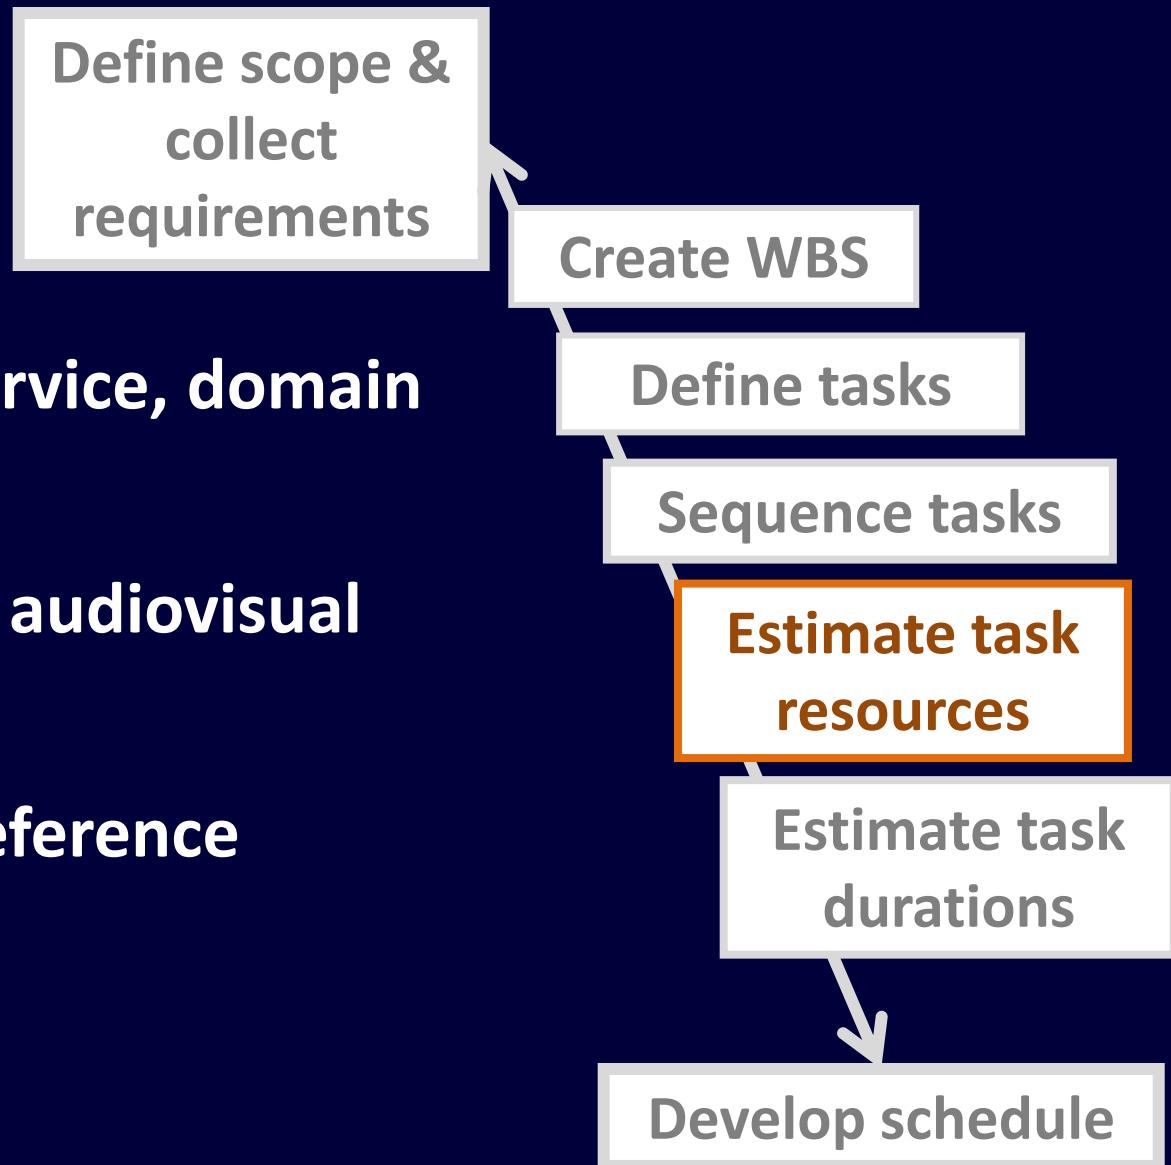 Define scope &
collect
requirements
Create WBS
rvice, domain
Define tasks
Sequence tasks
audiovisual
Estimate task
resources
eference
Estimate task
durations
Develop schedule